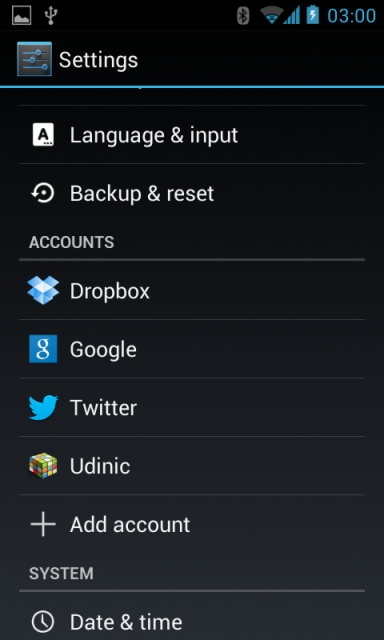 03:00
Settings
Language & input
Backup & reset
ACCOUNTS
Dropbox
Google
Twitter
Udinic
Add account
SYSTEM
Date & time